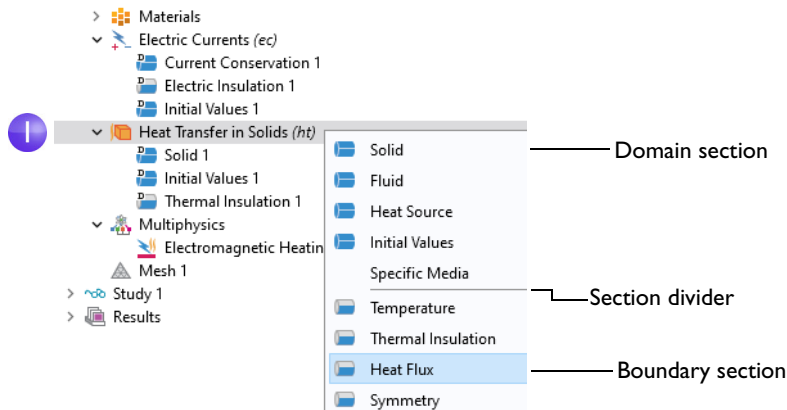 Materials
Electric Currents (ec)
D Current Conservation 1
D Electric Insulation 1
D Initial Values 1
1 Heat Transfer in Solids (ht)
D Solid 1
D Initial Values 1
D Thermal Insulation 1
Multiphysics
Electromagnetic Heatin
Mesh 1
Study 1
Results
Solid
Fluid
Heat Source
Initial Values
Specific Media
Temperature
Thermal Insulation
Heat Flux
Symmetry
Domain section
Section divider
Boundary section